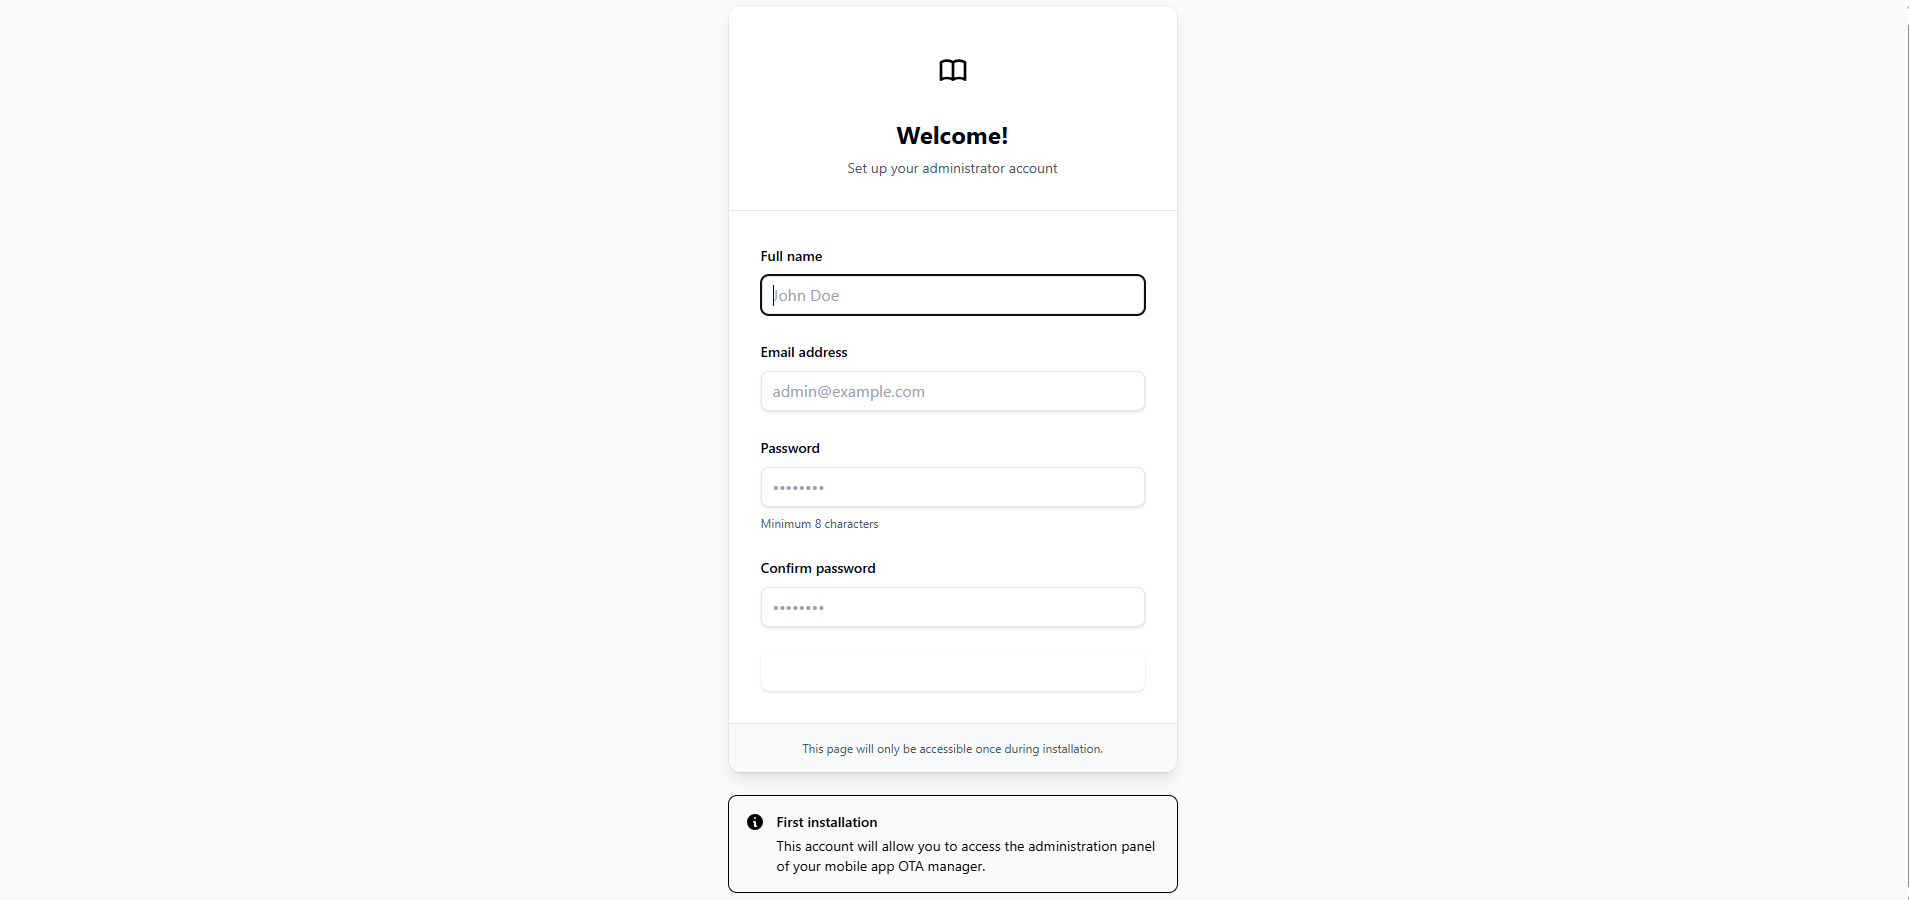 Welcome!
Set up your administrator account
Full name
John Doe
Email address
admin@example.com
Password
••••••••
Minimum 8 characters
Confirm password
••••••••
This page will only be accessible once during installation.
First installation
This account will allow you to access the administration panel
of your mobile app OTA manager.